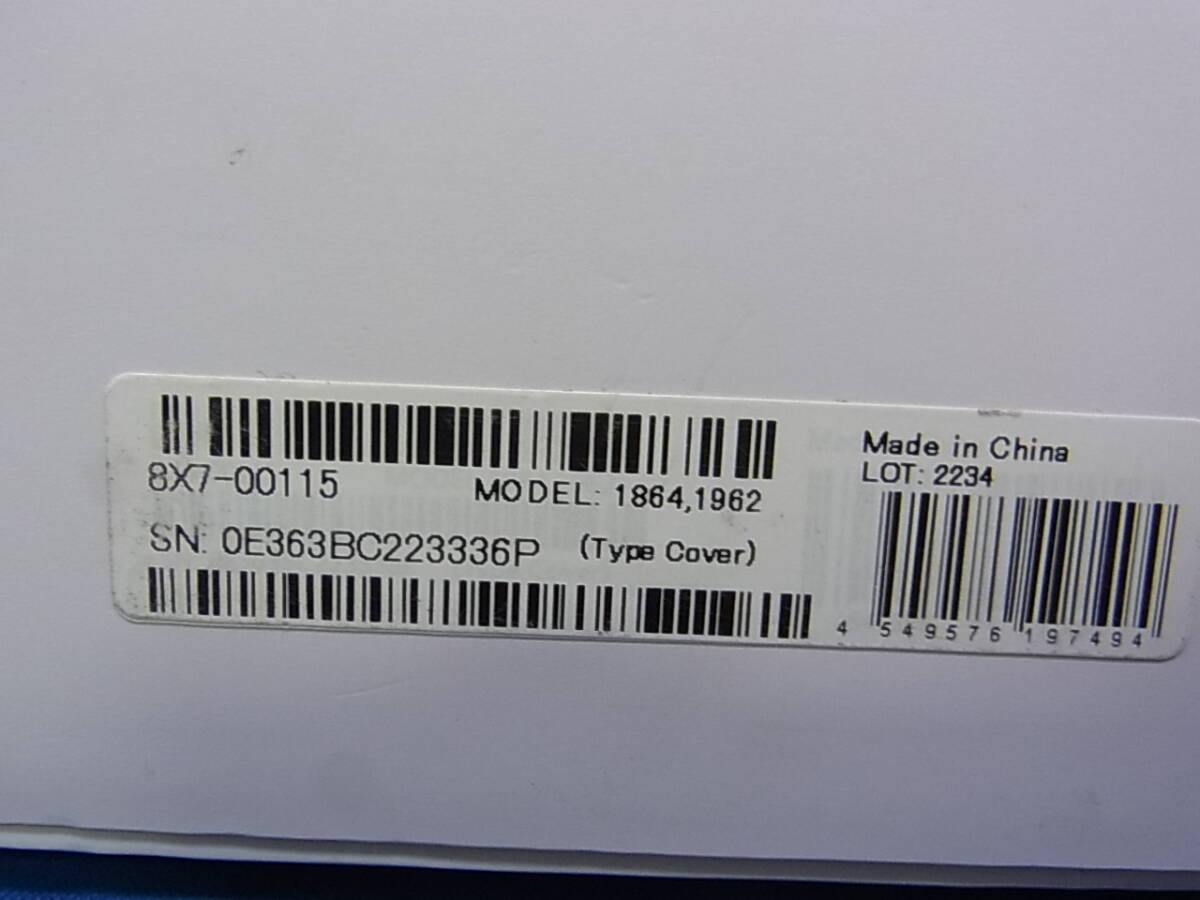 8X7-00115
MODEL: 1864,1962
SN: 0E363BC223336P (Type Cover)
Made in China
LOT: 2234
4 549576 197494